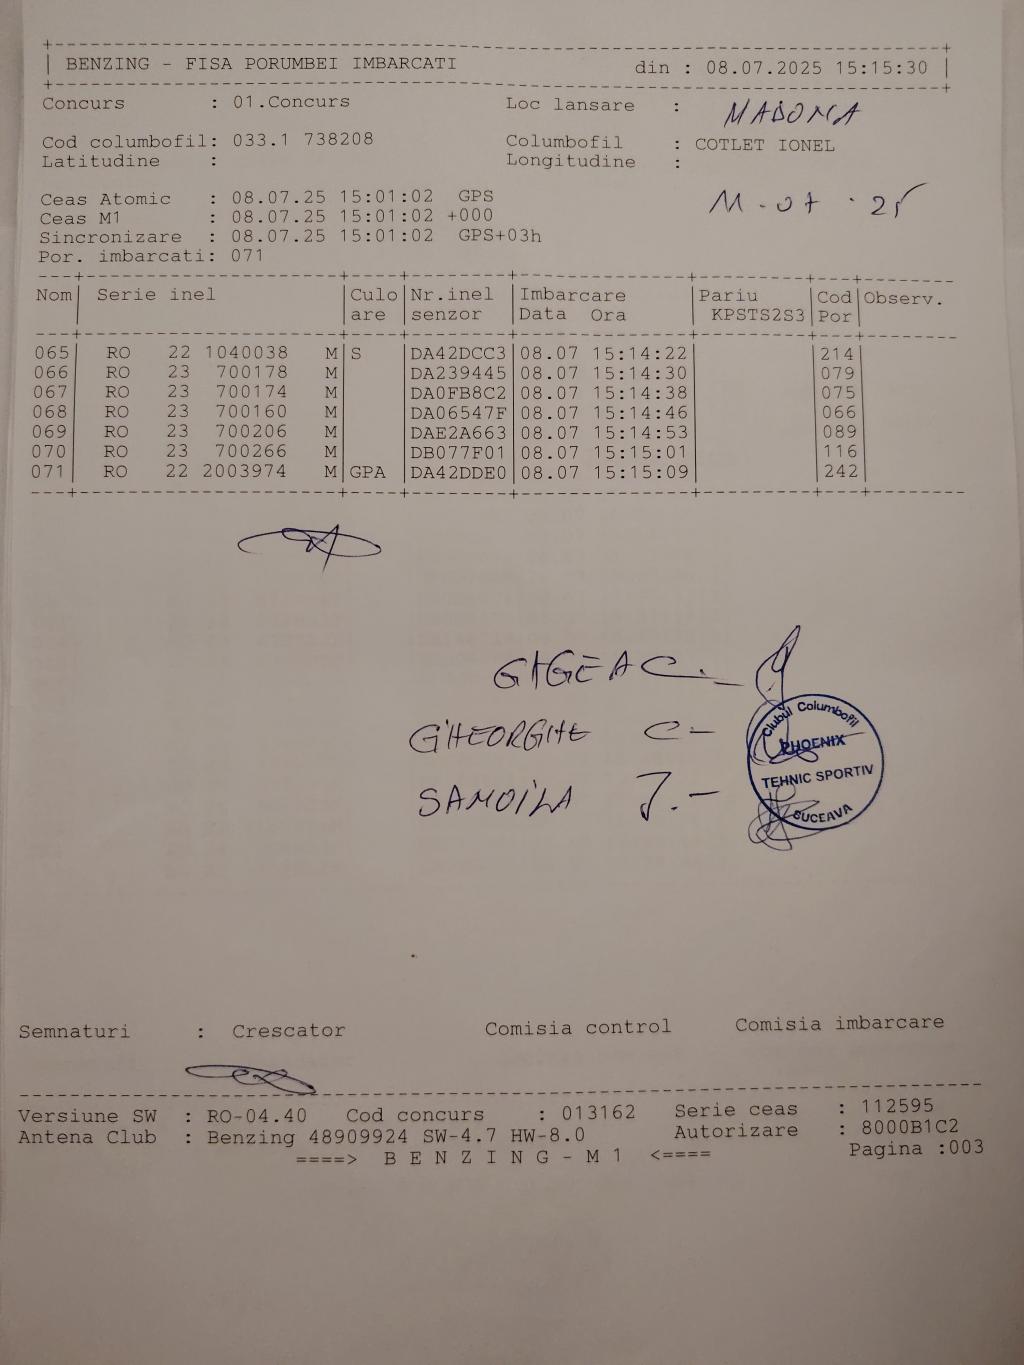 BENZING - FISA PORUMBEI IMBARCATI din : 08.07.2025 15:15:30
Concurs : 01.Concurs Loc lansare : MADONA
Cod columbofil: 033.1 738208 Columbofil : COTLET IONEL
Latitudine : Longitudine :
Ceas Atomic : 08.07.25 15:01:02 GPS 11-07.25
Ceas M1 : 08.07.25 15:01:02 +000
Sincronizare : 08.07.25 15:01:02 GPS+03h
Por. imbarcati: 071
Nom| Serie inel |Culo|Nr.inel |Imbarcare |Pariu |Cod|Observ.
| |are |senzor |Data Ora | KPSTS2S3|Por|
065| RO 22 1040038 M|S |DA42DCC3|08.07 15:14:22| |214|
066| RO 23 700178 M| |DA239445|08.07 15:14:30| |079|
067| RO 23 700174 M| |DA0FB8C2|08.07 15:14:38| |075|
068| RO 23 700160 M| |DA06547F|08.07 15:14:46| |066|
069| RO 23 700206 M| |DAE2A663|08.07 15:14:53| |089|
070| RO 23 700266 M| |DB077F01|08.07 15:15:01| |116|
071| RO 22 2003974 M|GPA |DA42DDE0|08.07 15:15:09| |242|
GIGEA C.-
GHEORGHE C-
SAMOILA J.-
Clubul Columbofil
PHOENIX
TEHNIC SPORTIV
SUCEAVA
Semnaturi : Crescator Comisia control Comisia imbarcare
Versiune SW : RO-04.40 Cod concurs : 013162 Serie ceas : 112595
Antena Club : Benzing 48909924 SW-4.7 HW-8.0 Autorizare : 8000B1C2
====> B E N Z I N G - M 1 <==== Pagina :003